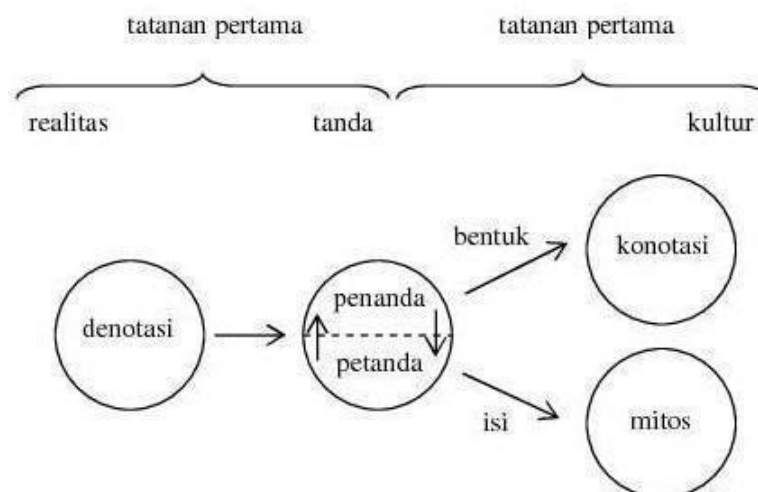 tatanan pertama tatanan pertama
realitas tanda kultur
bentuk
konotasi
denotasi
penanda
petanda
isi
mitos